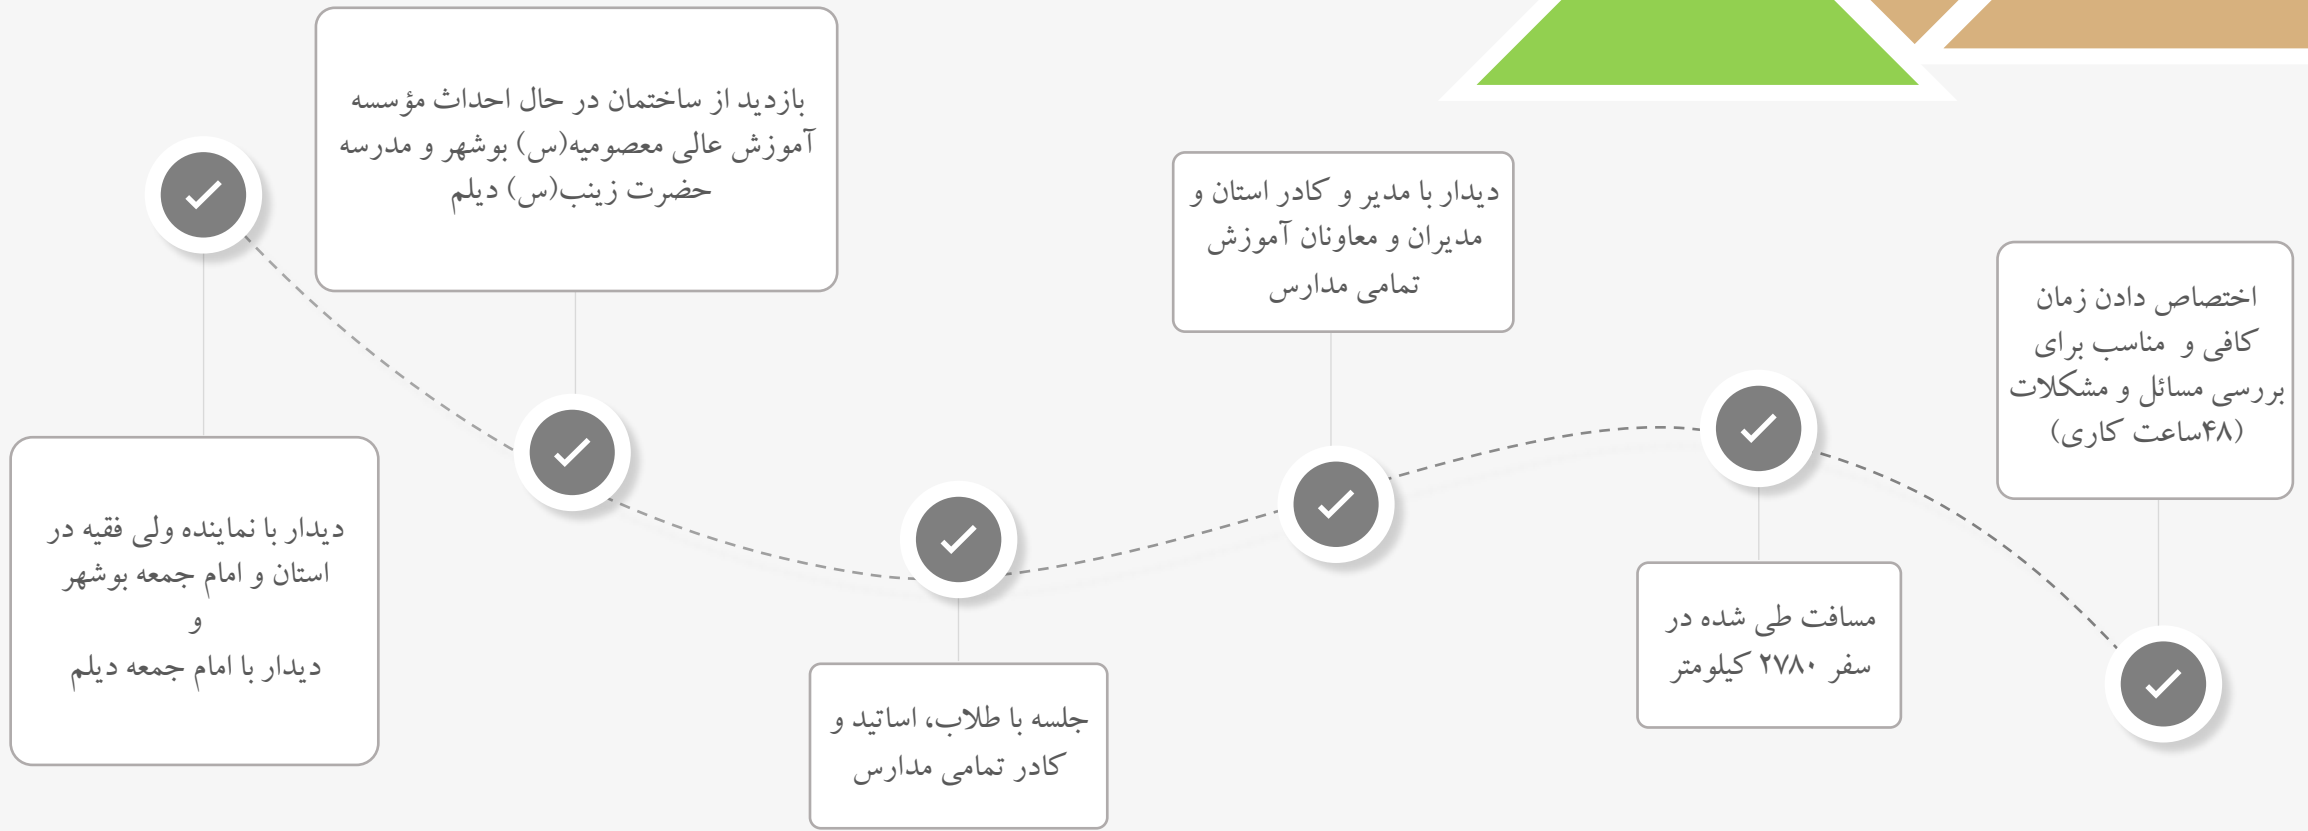 اختصاص دادن زمان
کافی و مناسب برای
بررسی مسائل و مشکلات
(۴۸ساعت کاری)
مسافت طی شده در
سفر ۲۷۸۰ کیلومتر
دیدار با مدیر و کادر استان و
مدیران و معاونان آموزش
تمامی مدارس
جلسه با طلاب، اساتید و
کادر تمامی مدارس
بازدید از ساختمان در حال احداث مؤسسه
آموزش عالی معصومیه(س) بوشهر و مدرسه
حضرت زینب(س) دیلم
دیدار با نماینده ولی فقیه در
استان و امام جمعه بوشهر
و
دیدار با امام جمعه دیلم